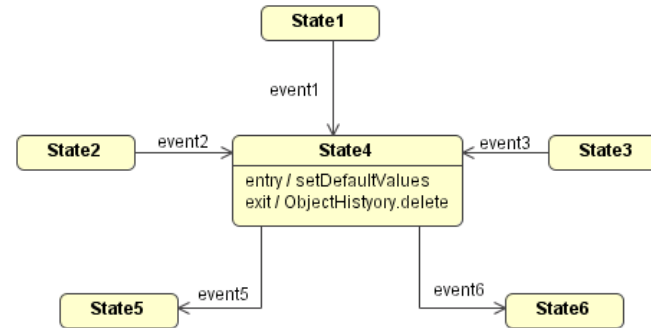 State1
event1
State2
event2
State4
event3
State3
entry / setDefaultValues
exit / ObjectHistyory.delete
State5
event5
event6
State6